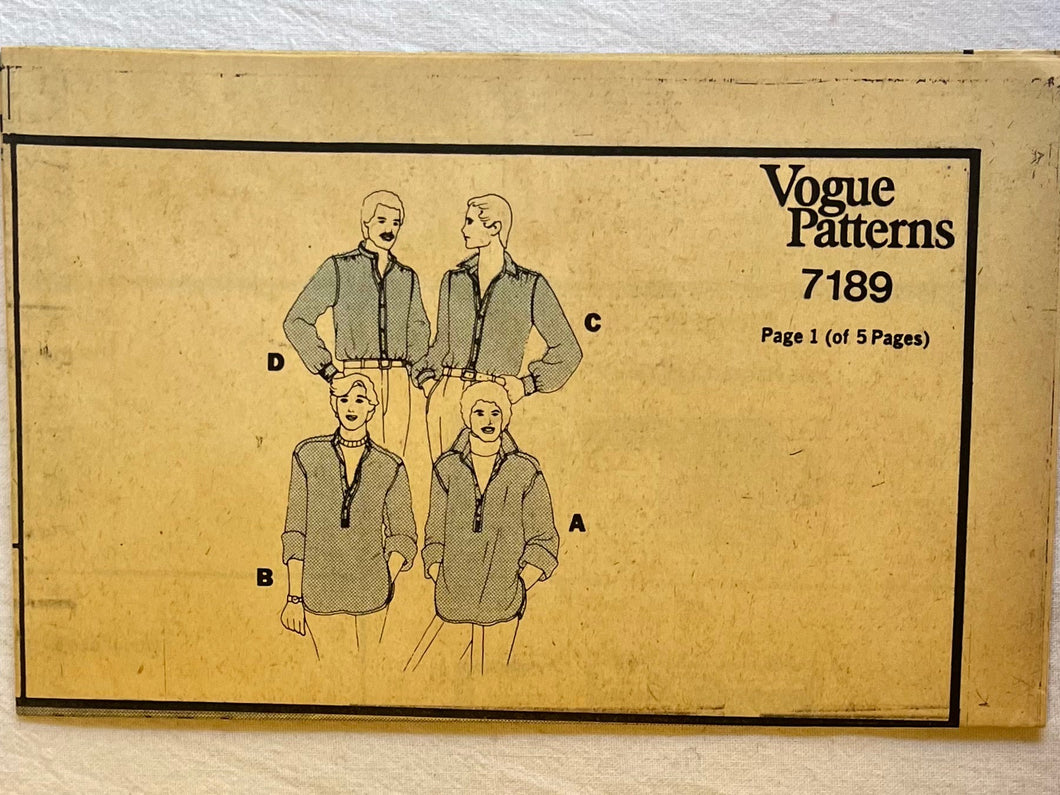 Vogue
Patterns
7189
Page 1 (of 5 Pages)
C
D
A
B